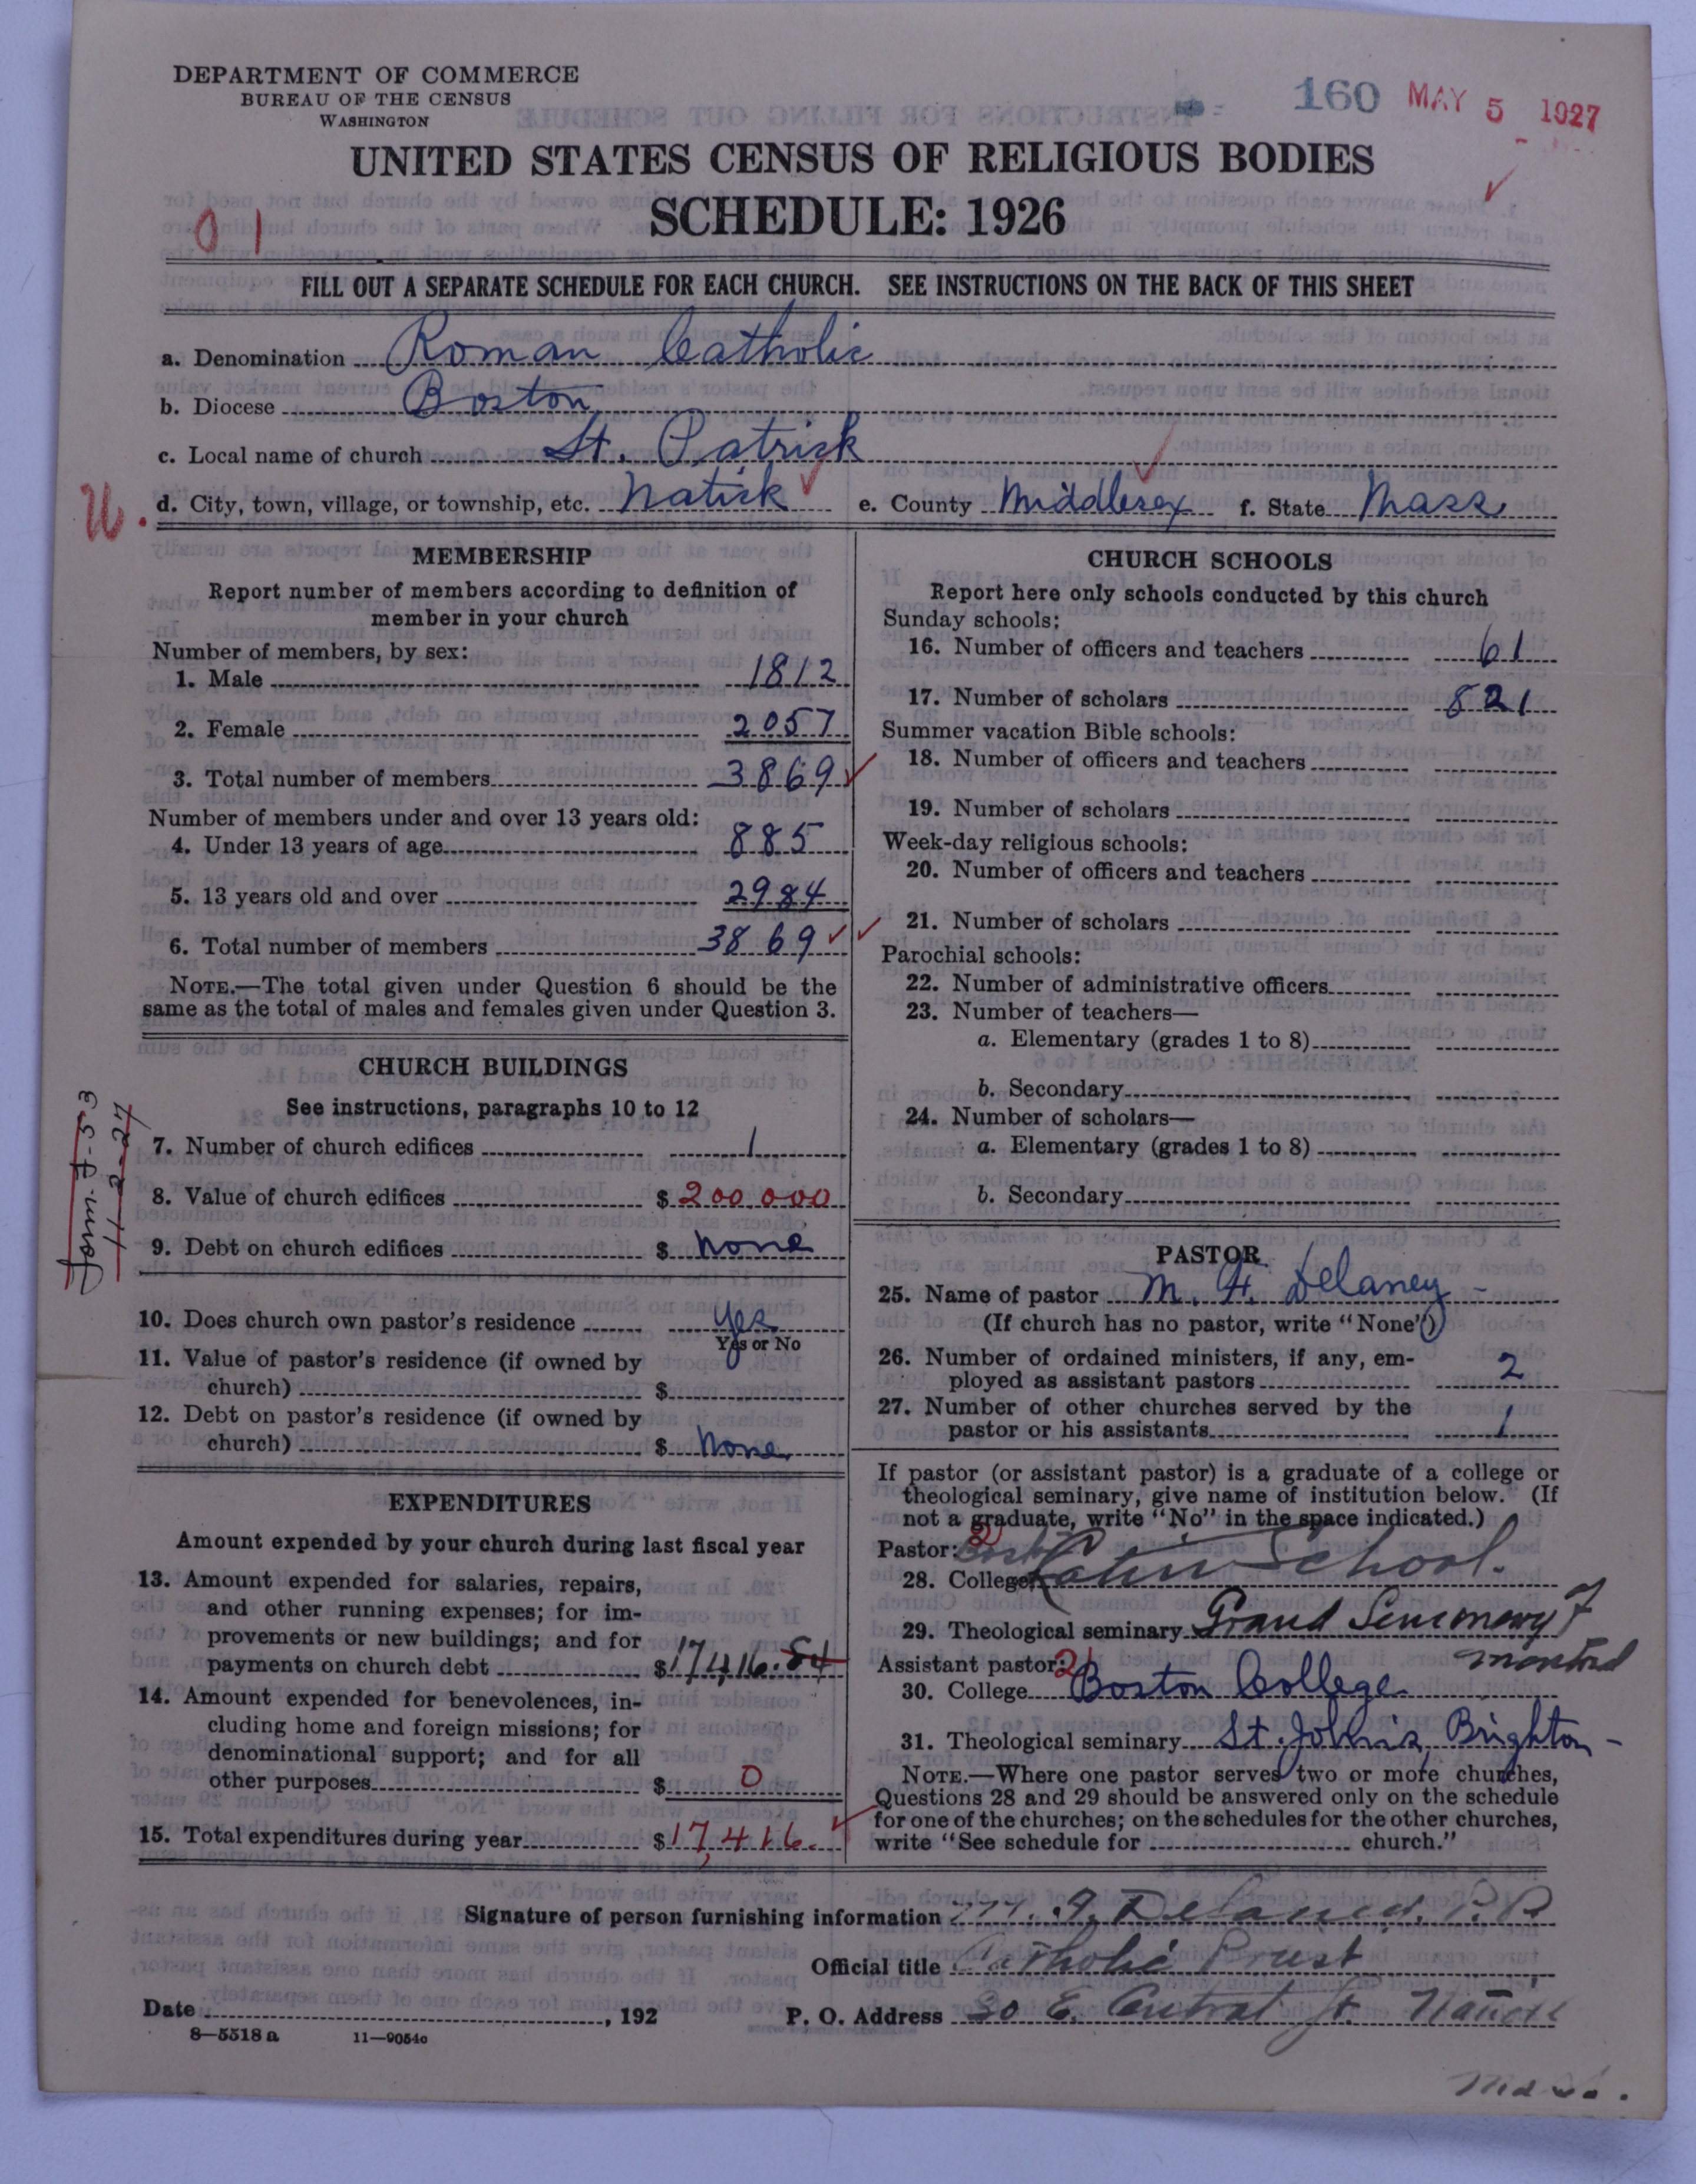 DEPARTMENT OF COMMERCE
BUREAU OF THE CENSUS
WASHINGTON
160 MAY 5 1927
UNITED STATES CENSUS OF RELIGIOUS BODIES
SCHEDULE: 1926
0 1
FILL OUT A SEPARATE SCHEDULE FOR EACH CHURCH. SEE INSTRUCTIONS ON THE BACK OF THIS SHEET
a. Denomination Roman Catholic
b. Diocese Boston
c. Local name of church St. Patrick
U. d. City, town, village, or township, etc. Natick e. County Middlesex f. State Mass.
MEMBERSHIP
Report number of members according to definition of
member in your church
Number of members, by sex:
1. Male 1812
2. Female 2057
3. Total number of members 3869
Number of members under and over 13 years old:
4. Under 13 years of age 885
5. 13 years old and over 2984
6. Total number of members 3869
NOTE.—The total given under Question 6 should be the
same as the total of males and females given under Question 3.
CHURCH BUILDINGS
See instructions, paragraphs 10 to 12
7. Number of church edifices 1
8. Value of church edifices $200,000
9. Debt on church edifices $ None
10. Does church own pastor's residence Yes
Yes or No
11. Value of pastor's residence (if owned by
church) $
12. Debt on pastor's residence (if owned by
church) $ None
Form J-53
11-2-27
EXPENDITURES
Amount expended by your church during last fiscal year
13. Amount expended for salaries, repairs,
and other running expenses; for im-
provements or new buildings; and for
payments on church debt $17,416.84
14. Amount expended for benevolences, in-
cluding home and foreign missions; for
denominational support; and for all
other purposes $ 0
15. Total expenditures during year $17,416.
CHURCH SCHOOLS
Report here only schools conducted by this church
Sunday schools:
16. Number of officers and teachers 61
17. Number of scholars 821
Summer vacation Bible schools:
18. Number of officers and teachers
19. Number of scholars
Week-day religious schools:
20. Number of officers and teachers
21. Number of scholars
Parochial schools:
22. Number of administrative officers
23. Number of teachers—
a. Elementary (grades 1 to 8)
b. Secondary
24. Number of scholars—
a. Elementary (grades 1 to 8)
b. Secondary
PASTOR
25. Name of pastor M. F. Delaney -
(If church has no pastor, write "None")
26. Number of ordained ministers, if any, em-
ployed as assistant pastors 2
27. Number of other churches served by the
pastor or his assistants 1
If pastor (or assistant pastor) is a graduate of a college or
theological seminary, give name of institution below. (If
not a graduate, write "No" in the space indicated.)
Pastor: 2
28. College Latin School.
29. Theological seminary Grand Seminary
Montreal
Assistant pastor: 2
30. College Boston College.
31. Theological seminary St. John's, Brighton -
NOTE.—Where one pastor serves two or more churches,
Questions 28 and 29 should be answered only on the schedule
for one of the churches; on the schedules for the other churches,
write "See schedule for church."
Signature of person furnishing information M. F. Delaney, P.P.
Official title Catholic Priest
Date , 192 P. O. Address 30 E. Central St. Natick
Mass.
8—5518 a 11—9054c